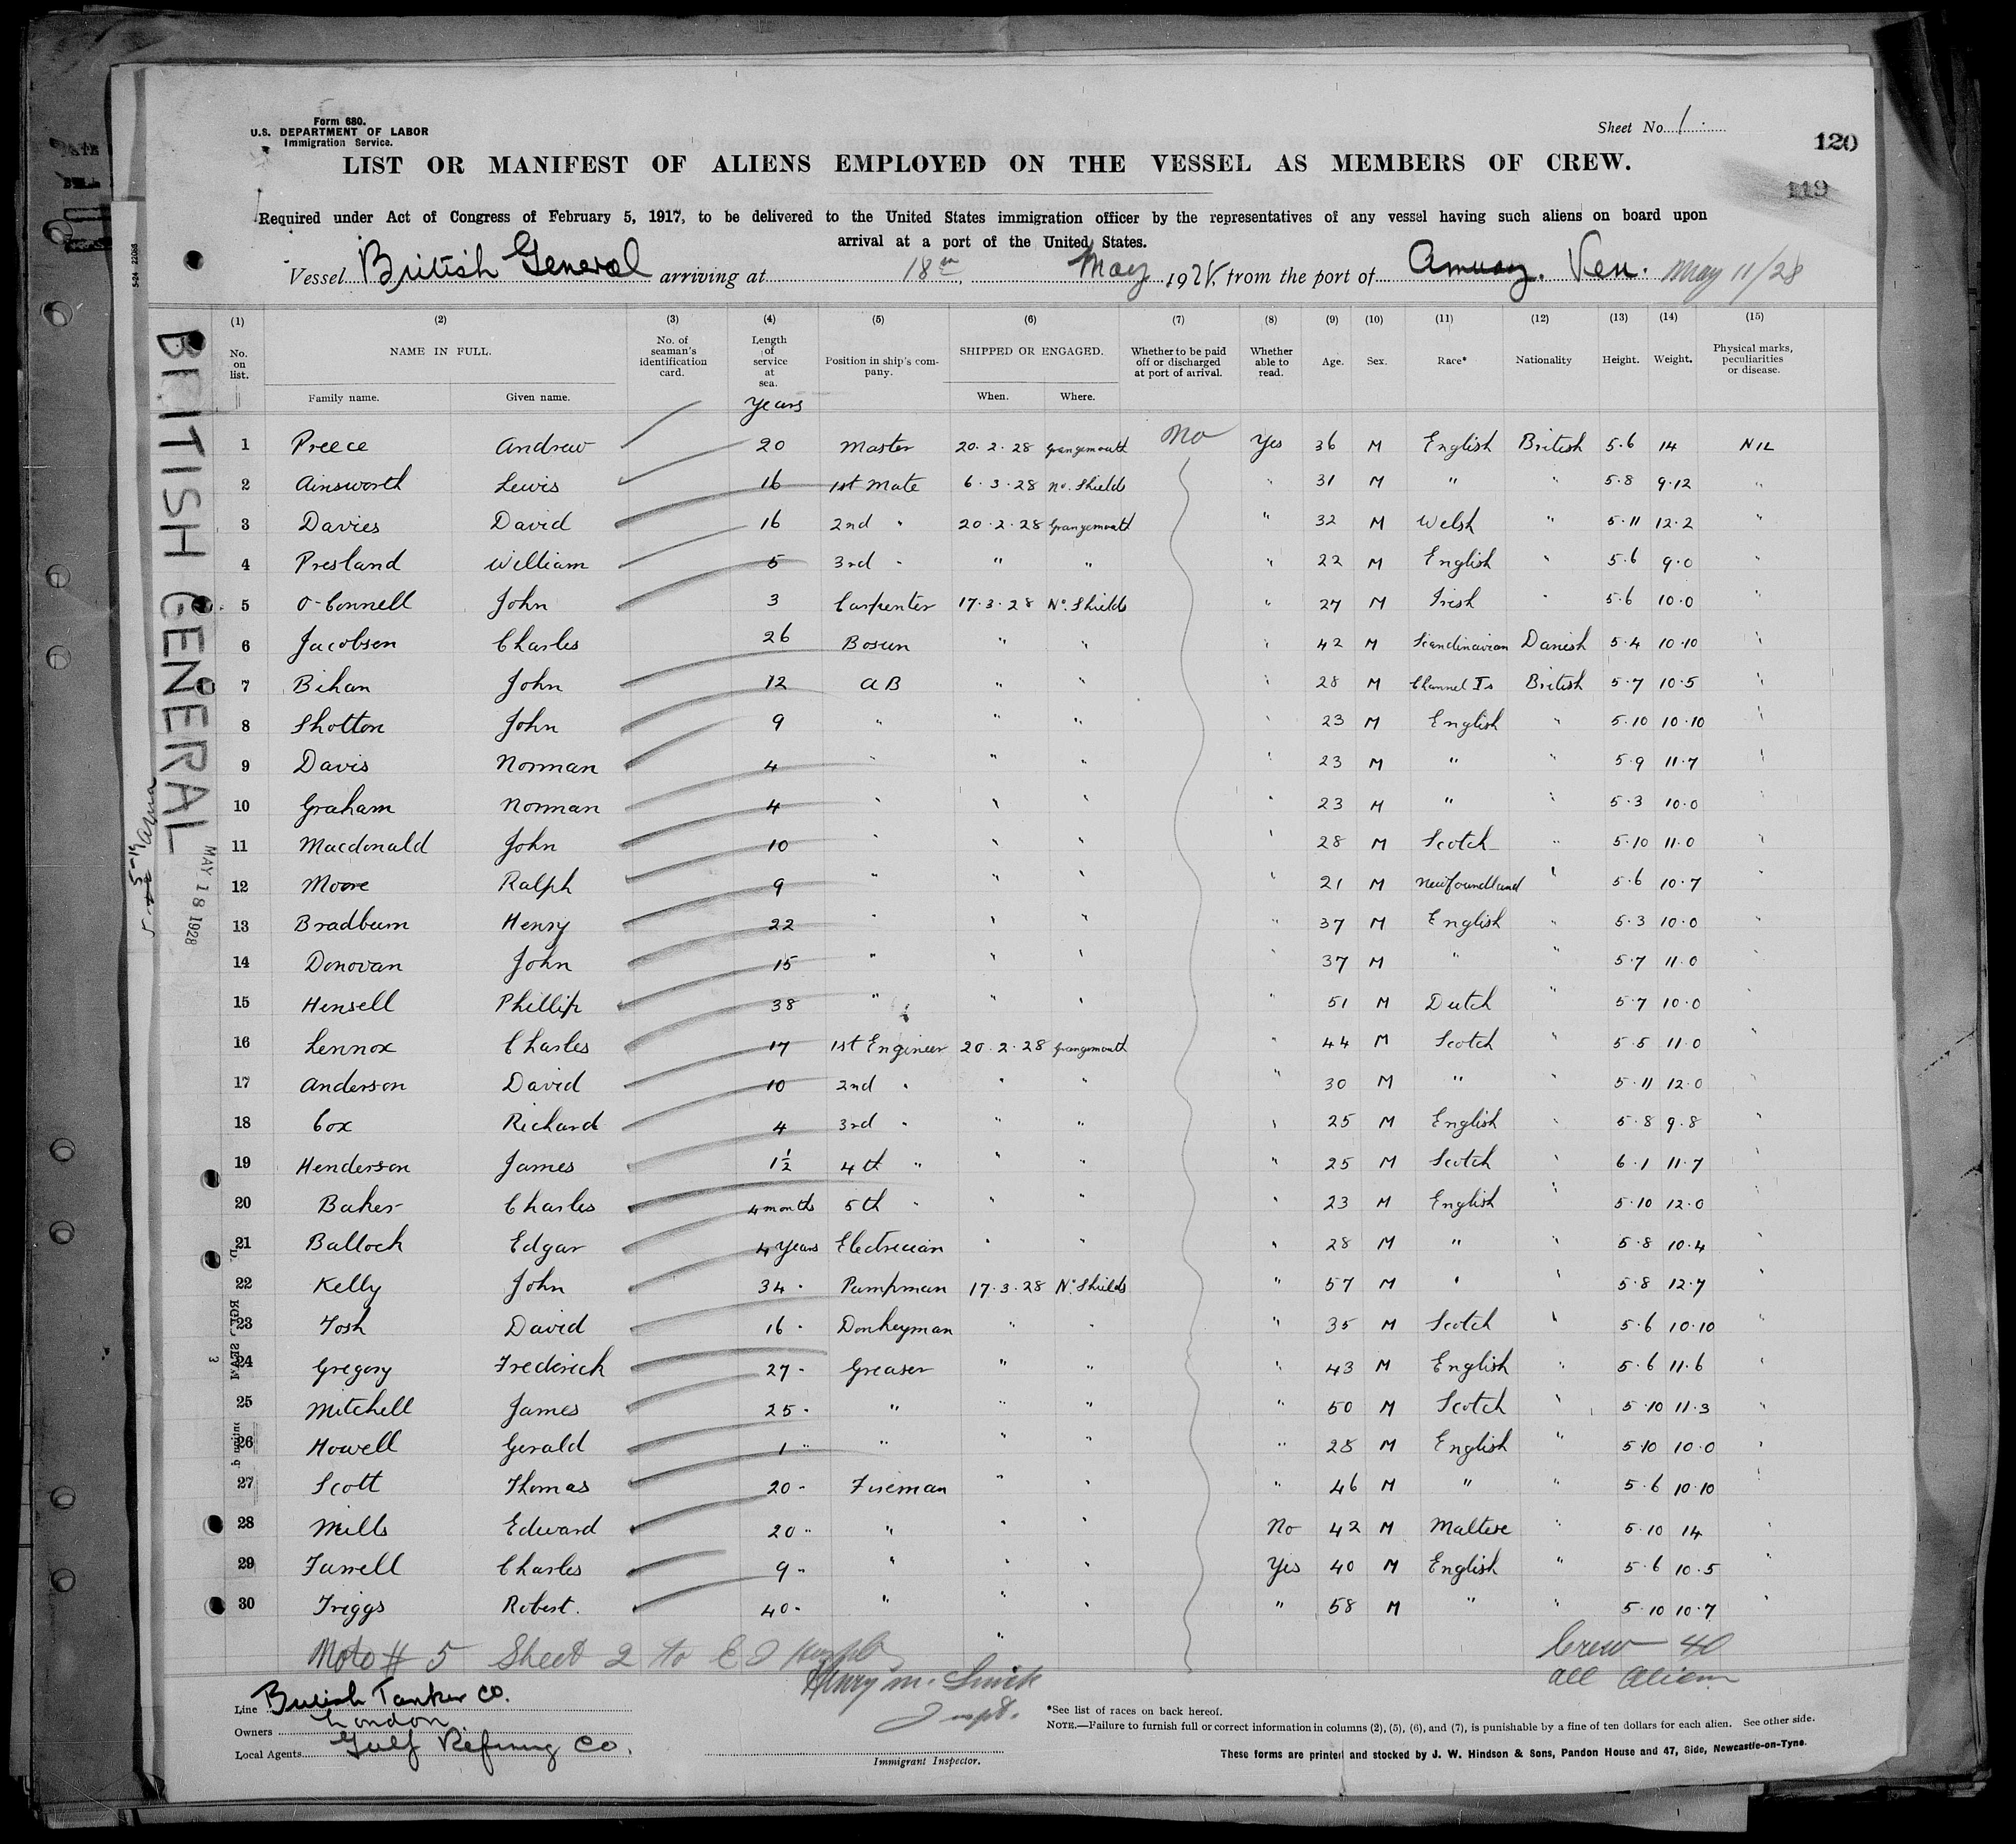 Form 680.
U.S. DEPARTMENT OF LABOR
Immigration Service.
Sheet No. 1
120
119
LIST OR MANIFEST OF ALIENS EMPLOYED ON THE VESSEL AS MEMBERS OF CREW.
Required under Act of Congress of February 5, 1917, to be delivered to the United States immigration officer by the representatives of any vessel having such aliens on board upon
arrival at a port of the United States.
Vessel British General arriving at 18th, May 1928, from the port of Amuay. Ven. May 11/28
(1) (2) (3) (4) (5) (6) (7) (8) (9) (10) (11) (12) (13) (14) (15)
No. on list. NAME IN FULL. No. of seaman's identification card. Length of service at sea. Position in ship's company. SHIPPED OR ENGAGED. Whether to be paid off or discharged at port of arrival. Whether able to read. Age. Sex. Race* Nationality Height. Weight. Physical marks, peculiarities or disease.
Family name. Given name. When. Where.
Years
1 Preece Andrew 20 Master 20.2.28 Grangemouth No Yes 36 M English British 5.6 14 NIL
2 Ainsworth Lewis 16 1st Mate 6.3.28 No. Shields " 31 M " " 5.8 9.12 "
3 Davies David 16 2nd " 20.2.28 Grangemouth " 32 M Welsh " 5.11 12.2 "
4 Presland William 5 3rd " " " " 22 M English " 5.6 9.0 "
5 O'Connell John 3 Carpenter 17.3.28 No. Shields " 27 M Irish " 5.6 10.0 "
6 Jacobsen Charles 26 Bosun " " " 42 M Scandinavian Danish 5.4 10.10 "
7 Bihan John 12 AB " " " 28 M Channel Is British 5.7 10.5 "
8 Shotton John 9 " " " " 23 M English " 5.10 10.10 "
9 Davis Norman 4 " " " " 23 M " " 5.9 11.7 "
10 Graham Norman 4 " " " " 23 M " " 5.3 10.0 "
11 Macdonald John 10 " " " " 28 M Scotch " 5.10 11.0 "
12 Moore Ralph 9 " " " " 21 M Newfoundland " 5.6 10.7 "
13 Bradburn Henry 22 " " " " 37 M English " 5.3 10.0 "
14 Donovan John 15 " " " " 37 M " " 5.7 11.0 "
15 Hensell Phillip 38 " " " " 51 M Dutch " 5.7 10.0 "
16 Lennox Charles 17 1st Engineer 20.2.28 Grangemouth " 44 M Scotch " 5.5 11.0 "
17 Anderson David 10 2nd " " " " 30 M " " 5.11 12.0 "
18 Cox Richard 4 3rd " " " " 25 M English " 5.8 9.8 "
19 Henderson James 1½ 4th " " " " 25 M Scotch " 6.1 11.7 "
20 Baker Charles 4 months 5th " " " " 23 M English " 5.10 12.0 "
21 Balloch Edgar 4 Years Electrician " " " 28 M " " 5.8 10.4 "
22 Kelly John 34 " Pumpman 17.3.28 No. Shields " 57 M " " 5.8 12.7 "
23 Tosh David 16 " Donkeyman " " " 35 M Scotch " 5.6 10.10 "
24 Gregory Frederick 27 " Greaser " " " 43 M English " 5.6 11.6 "
25 Mitchell James 25 " " " " " 50 M Scotch " 5.10 11.3 "
26 Howell Gerald 1 " " " " " 28 M English " 5.10 10.0 "
27 Scott Thomas 20 " Fireman " " " 46 M " " 5.6 10.10 "
28 Mills Edward 20 " " " " No 42 M Maltese " 5.10 14 "
29 Farrell Charles 9 " " " " Yes 40 M English " 5.6 10.5 "
30 Triggs Robert. 40 " " " " " 58 M " " 5.10 10.7 "
BRITISH GENERAL
MAY 18 1928
Sheet 2 to
Crew 40
all Aliens
Line British Tanker Co.
Owners London
Local Agents Gulf Refining Co.
Henry M.
Inspt.
Immigrant Inspector.
*See list of races on back hereof.
NOTE.—Failure to furnish full or correct information in columns (2), (5), (6), and (7), is punishable by a fine of ten dollars for each alien. See other side.
These forms are printed and stocked by J. W. Hindson & Sons, Pandon House and 47, Side, Newcastle-on-Tyne.